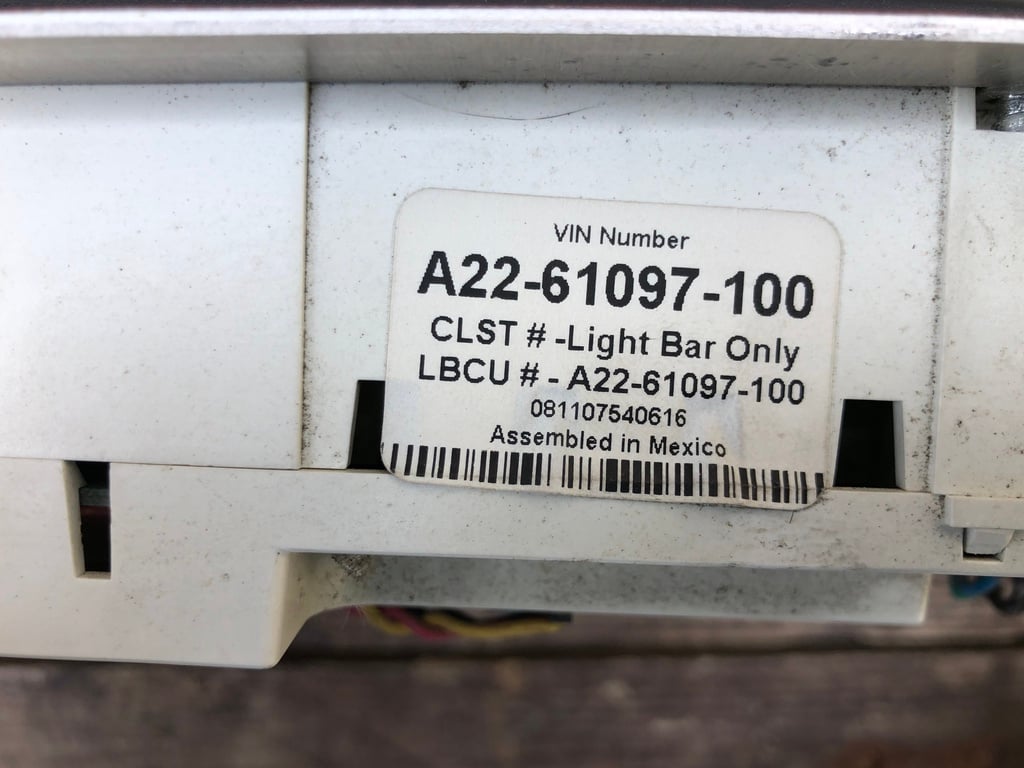 VIN Number
A22-61097-100
CLST # -Light Bar Only
LBCU # - A22-61097-100
081107540616
Assembled in Mexico